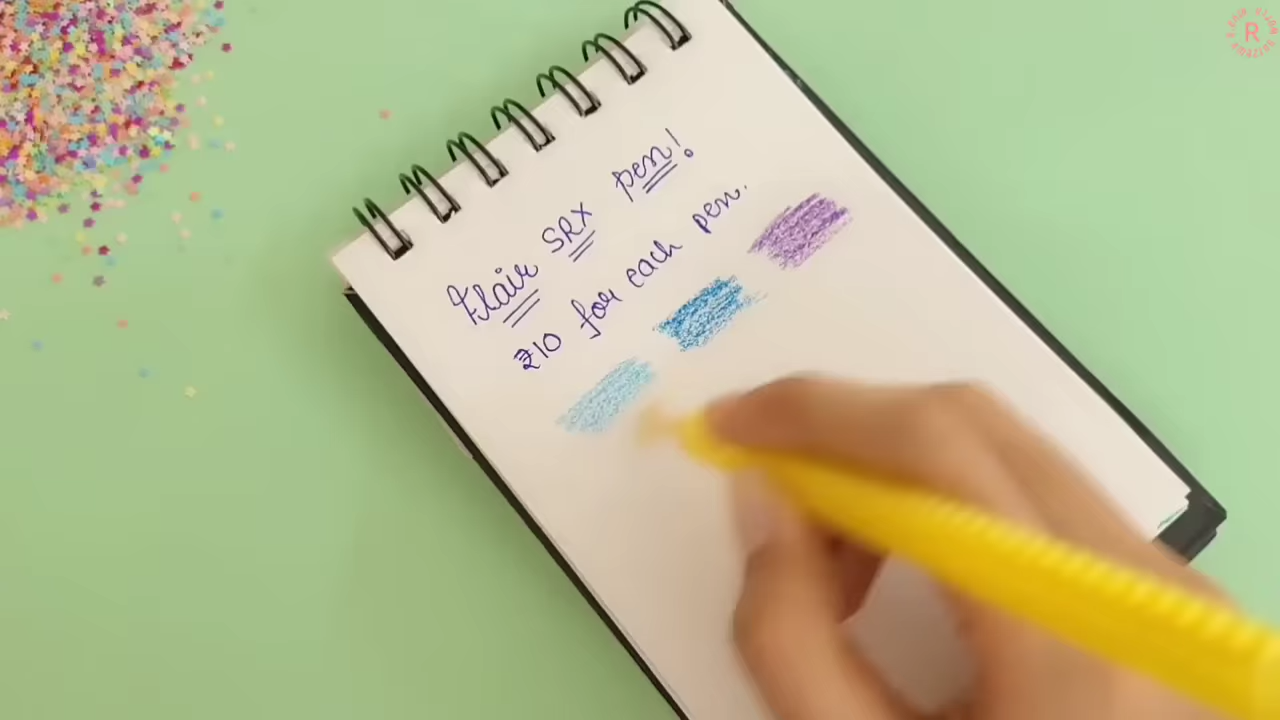 Flair SRX pen!
₹10 for each pen.
R